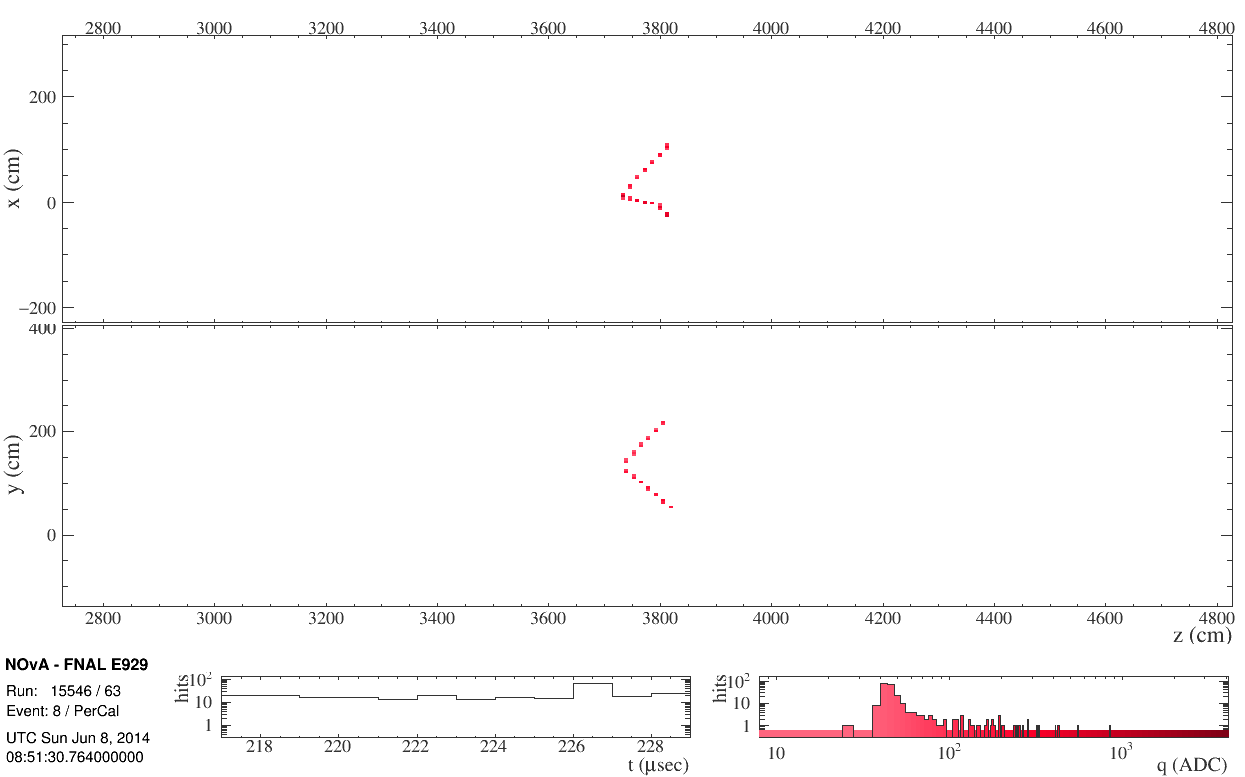 2800 3000 3200 3400 3600 3800 4000 4200 4400 4600 4800
200
x (cm)
0
−200
400
200
y (cm)
0
2800 3000 3200 3400 3600 3800 4000 4200 4400 4600 4800
z (cm)
NOvA - FNAL E929
Run: 15546 / 63
Event: 8 / PerCal
UTC Sun Jun 8, 2014
08:51:30.764000000
hits
10²
10
1
218 220 222 224 226 228
t (μsec)
hits
10²
10
1
10 10² 10³
q (ADC)